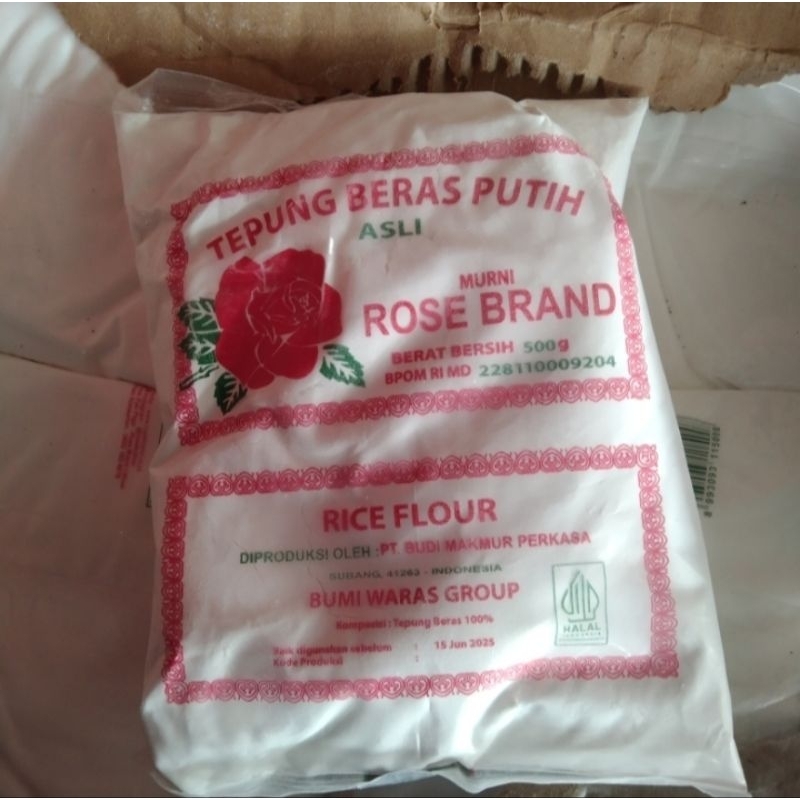 TEPUNG BERAS PUTIH
ASLI
MURNI
ROSE BRAND
BERAT BERSIH 500g
BPOM RI MD 228110009204
RICE FLOUR
DIPRODUKSI OLEH : PT. BUDI MAKMUR PERKASA
SUBANG, 41263 - INDONESIA
BUMI WARAS GROUP
Komposisi : Tepung Beras 100%
HALAL
INDONESIA
Baik digunakan sebelum : 15 Jun 2025
Kode Produksi :